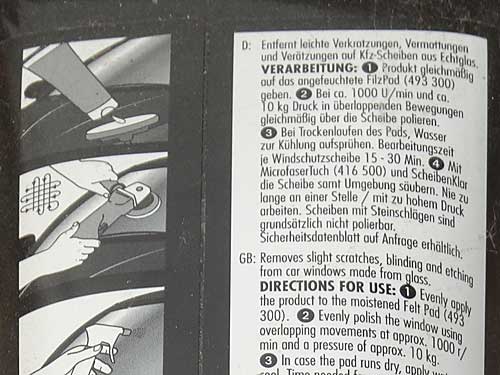 D: Entfernt leichte Verkratzungen, Vermattungen
und Verätzungen auf Kfz-Scheiben aus Echtglas.
VERARBEITUNG: ❶ Produkt gleichmäßig
auf das angefeuchtete FilzPad (493 300)
geben. ❷ Bei ca. 1000 U/min und ca.
10 kg Druck in überlappenden Bewegungen
gleichmäßig über die Scheibe polieren.
❸ Bei Trockenlaufen des Pads, Wasser
zur Kühlung aufsprühen. Bearbeitungszeit
je Windschutzscheibe 15 - 30 Min. ❹ Mit
MicrofaserTuch (416 500) und ScheibenKlar
die Scheibe samt Umgebung säubern. Nie zu
lange an einer Stelle / mit zu hohem Druck
arbeiten. Scheiben mit Steinschlägen sind
grundsätzlich nicht polierbar.
Sicherheitsdatenblatt auf Anfrage erhältlich.
GB: Removes slight scratches, blinding and etching
from car windows made from glass.
DIRECTIONS FOR USE: ❶ Evenly apply
the product to the moistened Felt Pad (493
300). ❷ Evenly polish the window using
overlapping movements at approx. 1000 r/
min and a pressure of approx. 10 kg.
❸ In case the pad runs dry, apply